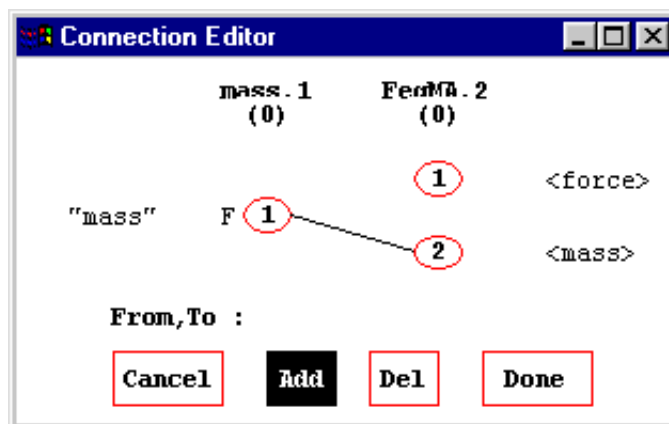 Connection Editor
mass.1 FeqMA.2
(0) (0)
1 <force>
"mass" F 1
2 <mass>
From,To :
Cancel Add Del Done